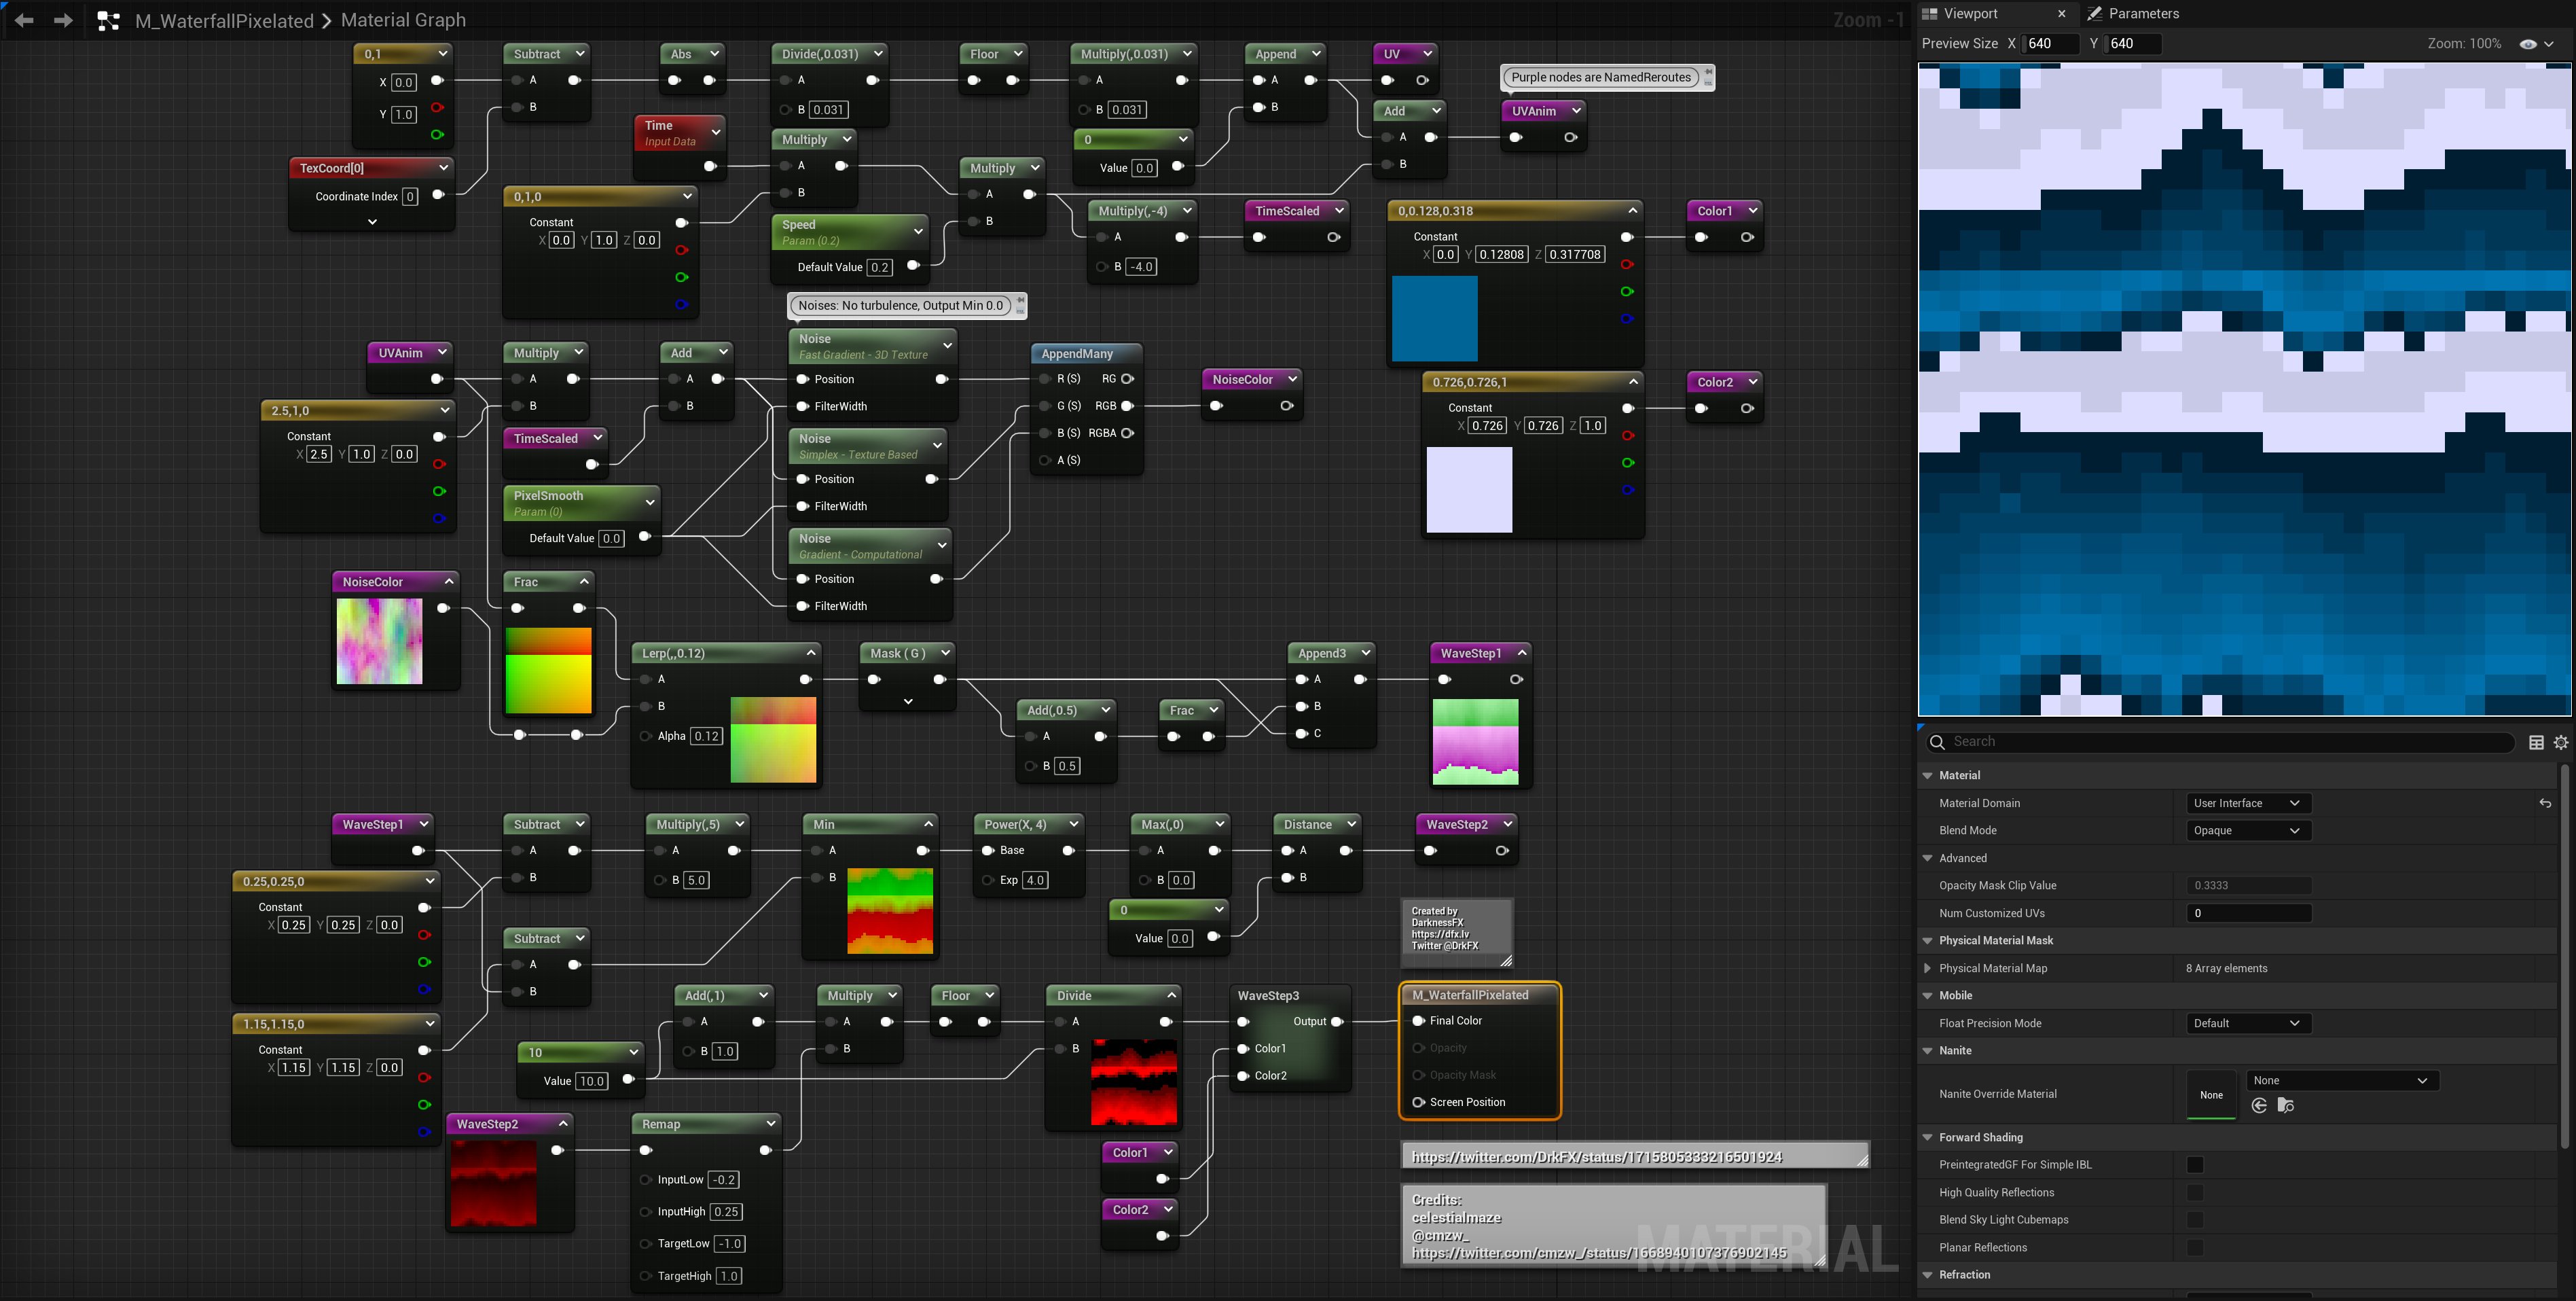 M_WaterfallPixelated > Material Graph
Zoom -1
0,1
X 0.0
Y 1.0
Subtract
A
B
Abs
Divide(,0.031)
A
B 0.031
Floor
Multiply(,0.031)
A
B 0.031
Append
A
B
UV
Purple nodes are NamedReroutes
Add
A
B
UVAnim
TexCoord[0]
Coordinate Index 0
Time
Input Data
Multiply
A
B
0
Value 0.0
0,1,0
Constant
X 0.0 Y 1.0 Z 0.0
Speed
Param (0.2)
Default Value 0.2
Multiply
A
B
Multiply(,-4)
A
B -4.0
TimeScaled
0,0.128,0.318
Constant
X 0.0 Y 0.12808 Z 0.317708
Color1
0.726,0.726,1
Constant
X 0.726 Y 0.726 Z 1.0
Color2
Noises: No turbulence, Output Min 0.0
UVAnim
Multiply
A
B
Add
A
B
Noise
Fast Gradient - 3D Texture
Position
FilterWidth
AppendMany
R (S) RG
G (S) RGB
B (S) RGBA
A (S)
NoiseColor
2.5,1,0
Constant
X 2.5 Y 1.0 Z 0.0
TimeScaled
Noise
Simplex - Texture Based
Position
FilterWidth
PixelSmooth
Param (0)
Default Value 0.0
Noise
Gradient - Computational
Position
FilterWidth
NoiseColor
Frac
Lerp(,,0.12)
A
B
Alpha 0.12
Mask ( G )
Add(,0.5)
A
B 0.5
Frac
Append3
A
B
C
WaveStep1
WaveStep1
Subtract
A
B
Multiply(,5)
A
B 5.0
Min
A
B
Power(X, 4)
Base
Exp 4.0
Max(,0)
A
B 0.0
Distance
A
B
WaveStep2
0.25,0.25,0
Constant
X 0.25 Y 0.25 Z 0.0
0
Value 0.0
Created by
DarknessFX
https://dfx.lv
Twitter @DrkFX
Subtract
A
B
1.15,1.15,0
Constant
X 1.15 Y 1.15 Z 0.0
10
Value 10.0
Add(,1)
A
B 1.0
Multiply
A
B
Floor
Divide
A
B
WaveStep3
Output
Color1
Color2
M_WaterfallPixelated
Final Color
Opacity
Opacity Mask
Screen Position
WaveStep2
Remap
InputLow -0.2
InputHigh 0.25
TargetLow -1.0
TargetHigh 1.0
Color1
Color2
https://twitter.com/DrkFX/status/1715805333216501924
Credits:
celestialmaze
@cmzw_
https://twitter.com/cmzw_/status/1668940107376902145
MATERIAL
Viewport
Parameters
Preview Size X 640 Y 640
Zoom: 100%
Search
Material
Material Domain User Interface
Blend Mode Opaque
Advanced
Opacity Mask Clip Value 0.3333
Num Customized UVs 0
Physical Material Mask
Physical Material Map 8 Array elements
Mobile
Float Precision Mode Default
Nanite
Nanite Override Material None None
Forward Shading
PreintegratedGF For Simple IBL
High Quality Reflections
Blend Sky Light Cubemaps
Planar Reflections
Refraction